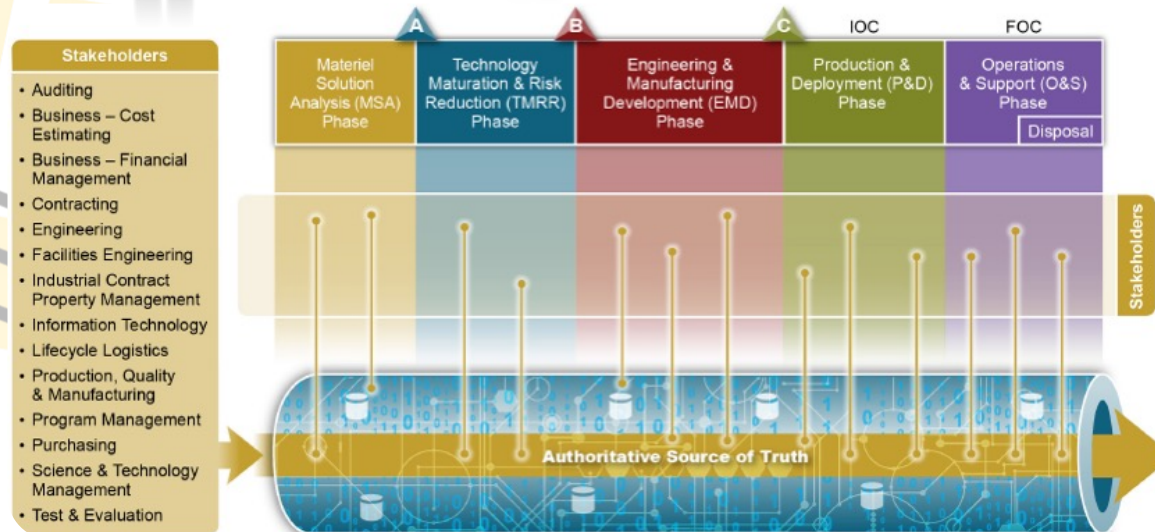 Stakeholders
• Auditing
• Business – Cost
Estimating
• Business – Financial
Management
• Contracting
• Engineering
• Facilities Engineering
• Industrial Contract
Property Management
• Information Technology
• Lifecycle Logistics
• Production, Quality
& Manufacturing
• Program Management
• Purchasing
• Science & Technology
Management
• Test & Evaluation
A
B
C
IOC
FOC
Materiel
Solution
Analysis (MSA)
Phase
Technology
Maturation & Risk
Reduction (TMRR)
Phase
Engineering &
Manufacturing
Development (EMD)
Phase
Production &
Deployment (P&D)
Phase
Operations
& Support (O&S)
Phase
Disposal
Stakeholders
Authoritative Source of Truth